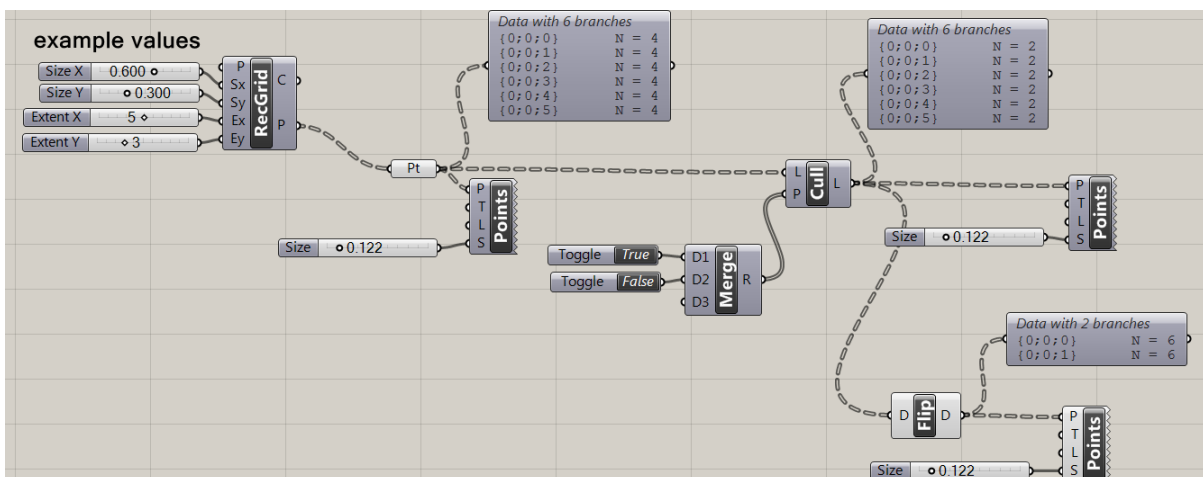 example values
Size X 0.600
Size Y 0.300
Extent X 5
Extent Y 3
P
Sx
Sy
Ex
Ey
RecGrid
C
P
Data with 6 branches
{0;0;0} N = 4
{0;0;1} N = 4
{0;0;2} N = 4
{0;0;3} N = 4
{0;0;4} N = 4
{0;0;5} N = 4
Pt
P
T
L
S
Points
Size 0.122
Toggle True
Toggle False
D1
D2
D3
Merge
R
L
P
Cull
L
Data with 6 branches
{0;0;0} N = 2
{0;0;1} N = 2
{0;0;2} N = 2
{0;0;3} N = 2
{0;0;4} N = 2
{0;0;5} N = 2
P
T
L
S
Points
Size 0.122
Data with 2 branches
{0;0;0} N = 6
{0;0;1} N = 6
D Flip D
P
T
L
S
Points
Size 0.122